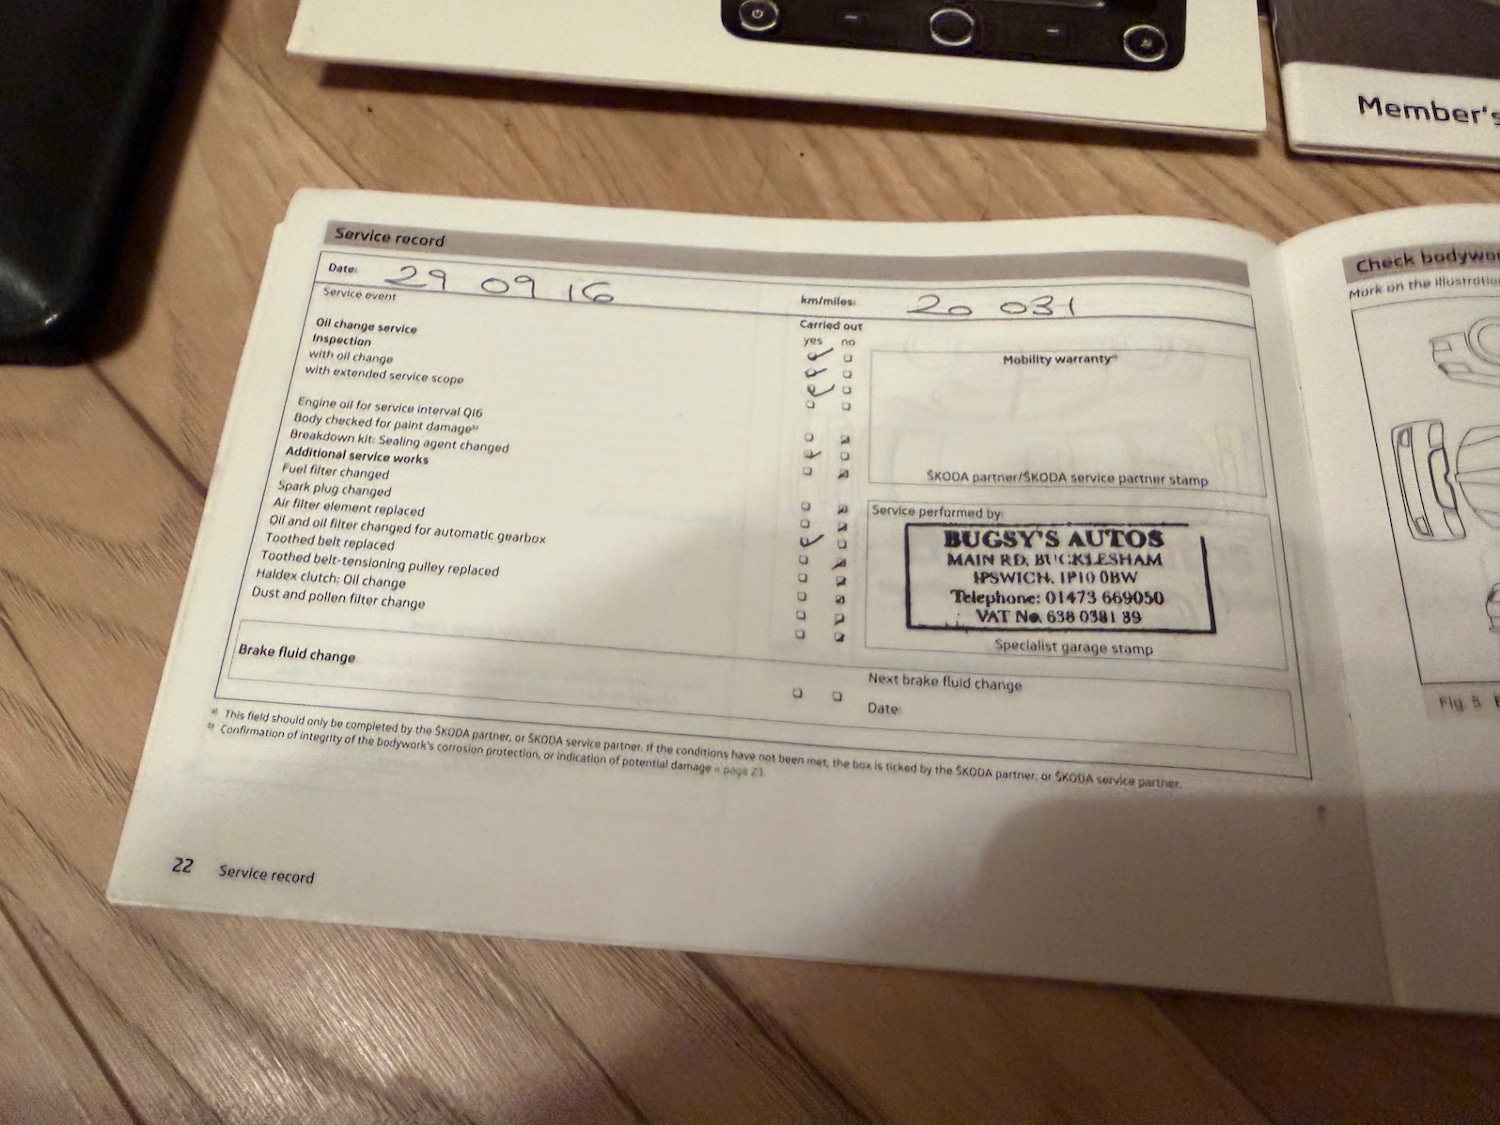 Member's
Service record
Date: 29 09 16
km/miles: 20 031
Service event
Carried out
yes no
Oil change service
Inspection
with oil change
with extended service scope
Engine oil for service interval QI6
Body checked for paint damage b)
Breakdown kit: Sealing agent changed
Additional service works
Fuel filter changed
Spark plug changed
Air filter element replaced
Oil and oil filter changed for automatic gearbox
Toothed belt replaced
Toothed belt-tensioning pulley replaced
Haldex clutch: Oil change
Dust and pollen filter change
Brake fluid change
Mobility warranty a)
ŠKODA partner/ŠKODA service partner stamp
Service performed by:
BUGSY'S AUTOS
MAIN RD, BUCKLESHAM
IPSWICH, IP10 0BW
Telephone: 01473 669050
VAT No. 638 0381 89
Specialist garage stamp
Next brake fluid change
Date:
a) This field should only be completed by the ŠKODA partner, or ŠKODA service partner. If the conditions have not been met, the box is ticked by the ŠKODA partner, or ŠKODA service partner.
b) Confirmation of integrity of the bodywork's corrosion protection, or indication of potential damage » page 23.
22 Service record
Check
Mark on the
Fig. 5